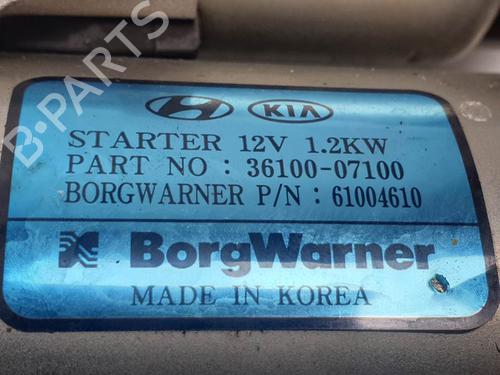 B-PARTS
KIA
STARTER 12V 1.2KW
PART NO : 36100-07100
BORGWARNER P/N : 61004610
BorgWarner
MADE IN KOREA